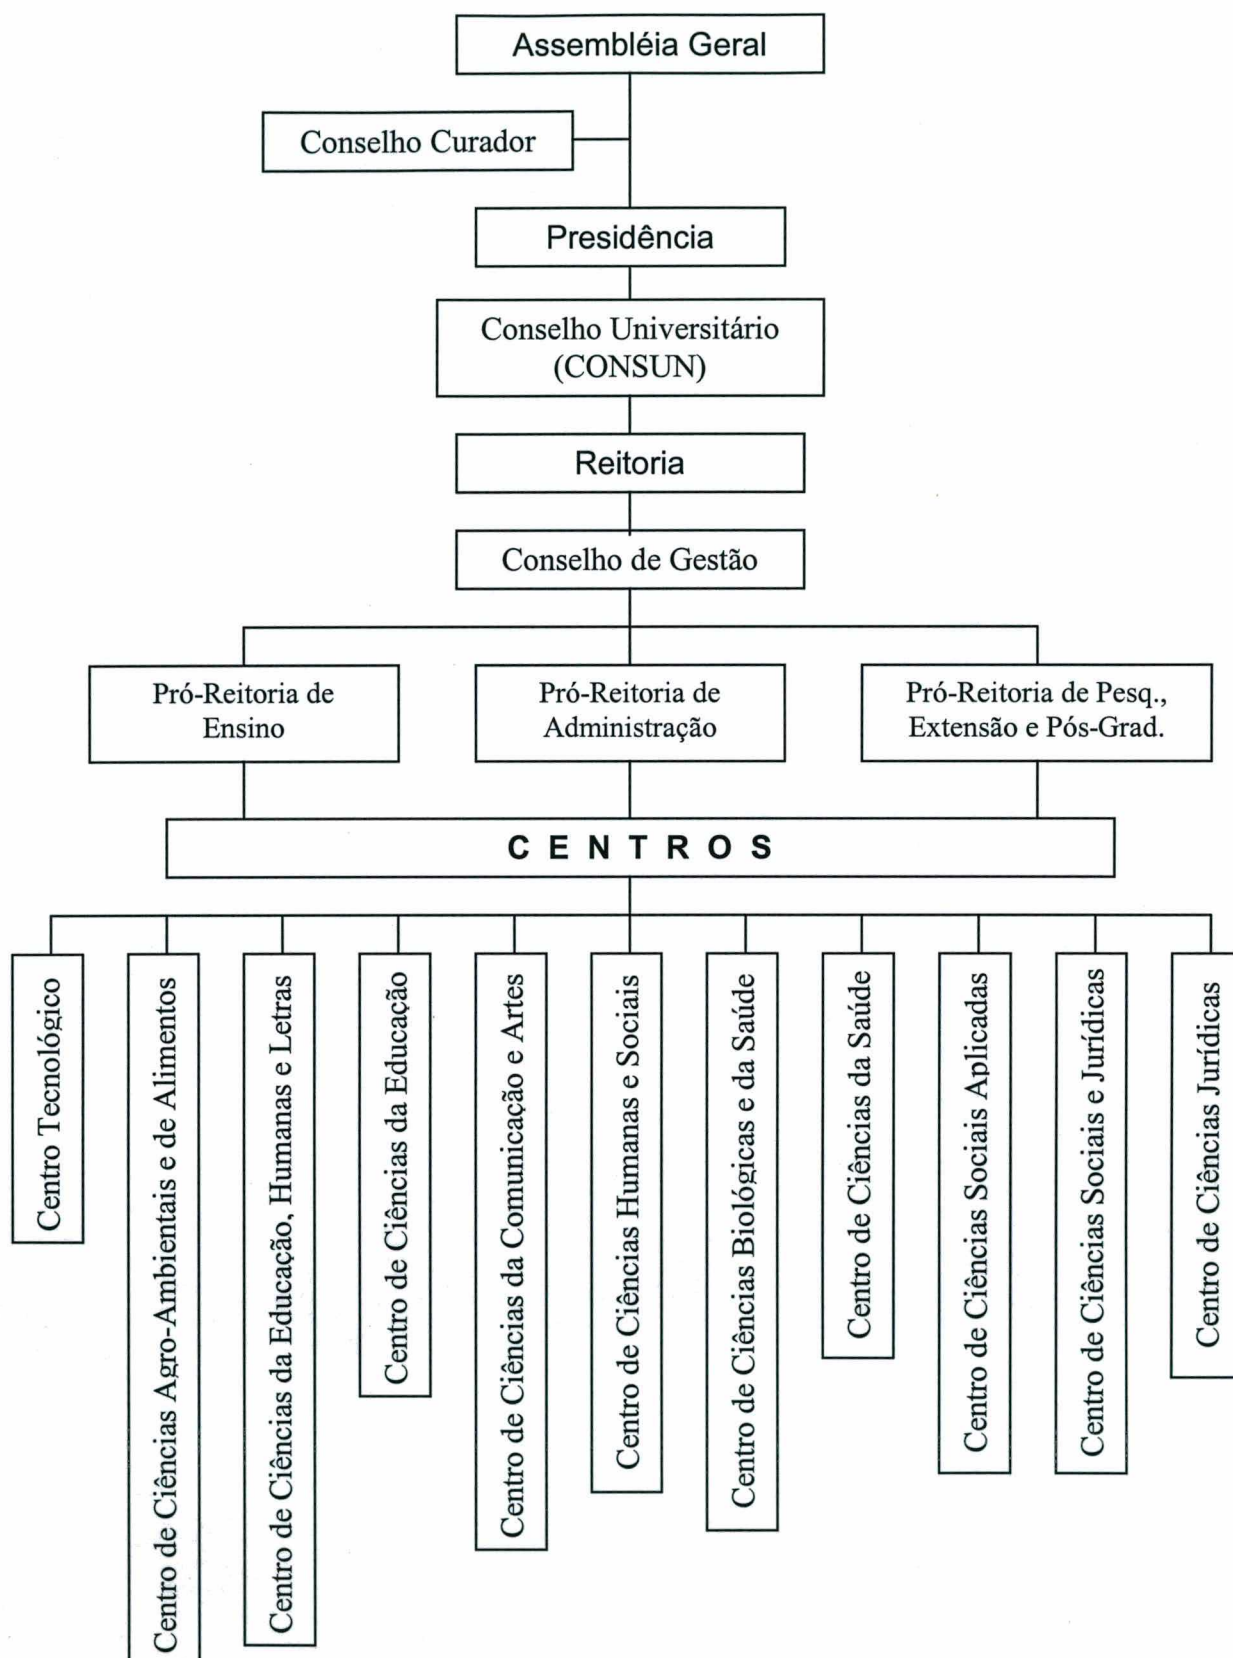 Assembléia Geral
Conselho Curador
Presidência
Conselho Universitário
(CONSUN)
Reitoria
Conselho de Gestão
Pró-Reitoria de
Ensino
Pró-Reitoria de
Administração
Pró-Reitoria de Pesq.,
Extensão e Pós-Grad.
C E N T R O S
Centro Tecnológico
Centro de Ciências Agro-Ambientais e de Alimentos
Centro de Ciências da Educação, Humanas e Letras
Centro de Ciências da Educação
Centro de Ciências da Comunicação e Artes
Centro de Ciências Humanas e Sociais
Centro de Ciências Biológicas e da Saúde
Centro de Ciências da Saúde
Centro de Ciências Sociais Aplicadas
Centro de Ciências Sociais e Jurídicas
Centro de Ciências Jurídicas